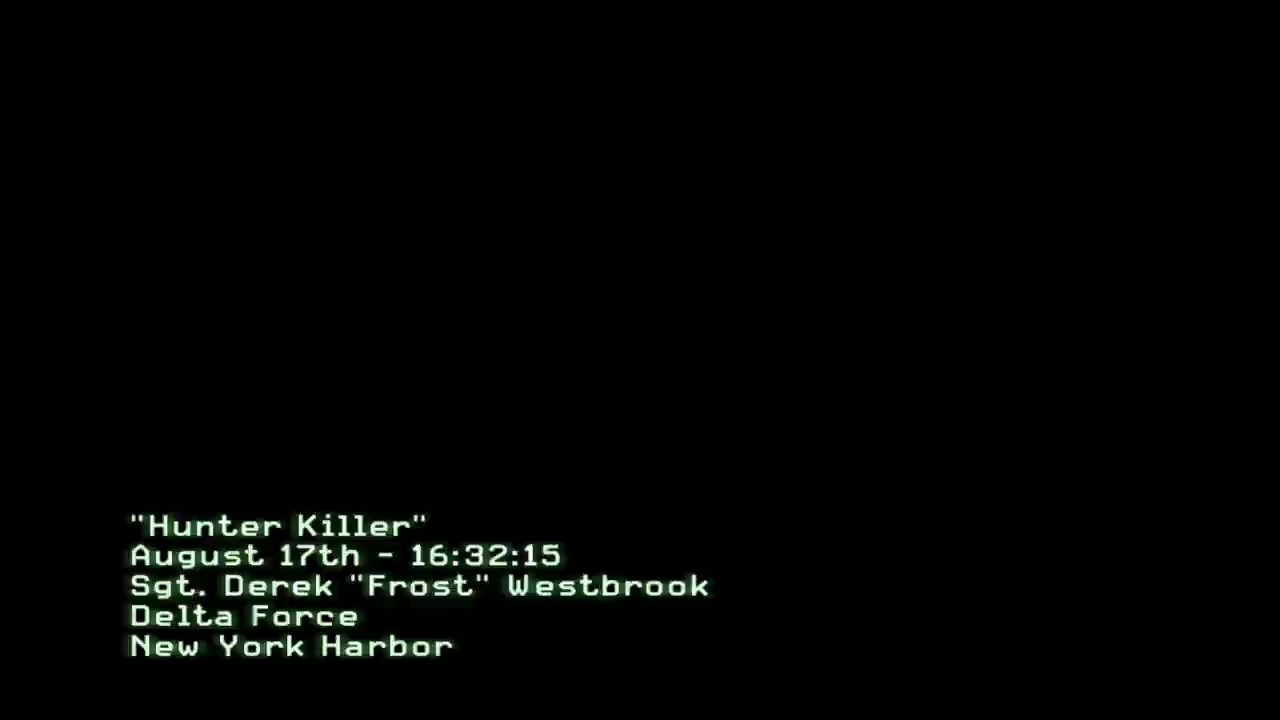 "Hunter Killer"
August 17th - 16:32:15
Sgt. Derek "Frost" Westbrook
Delta Force
New York Harbor